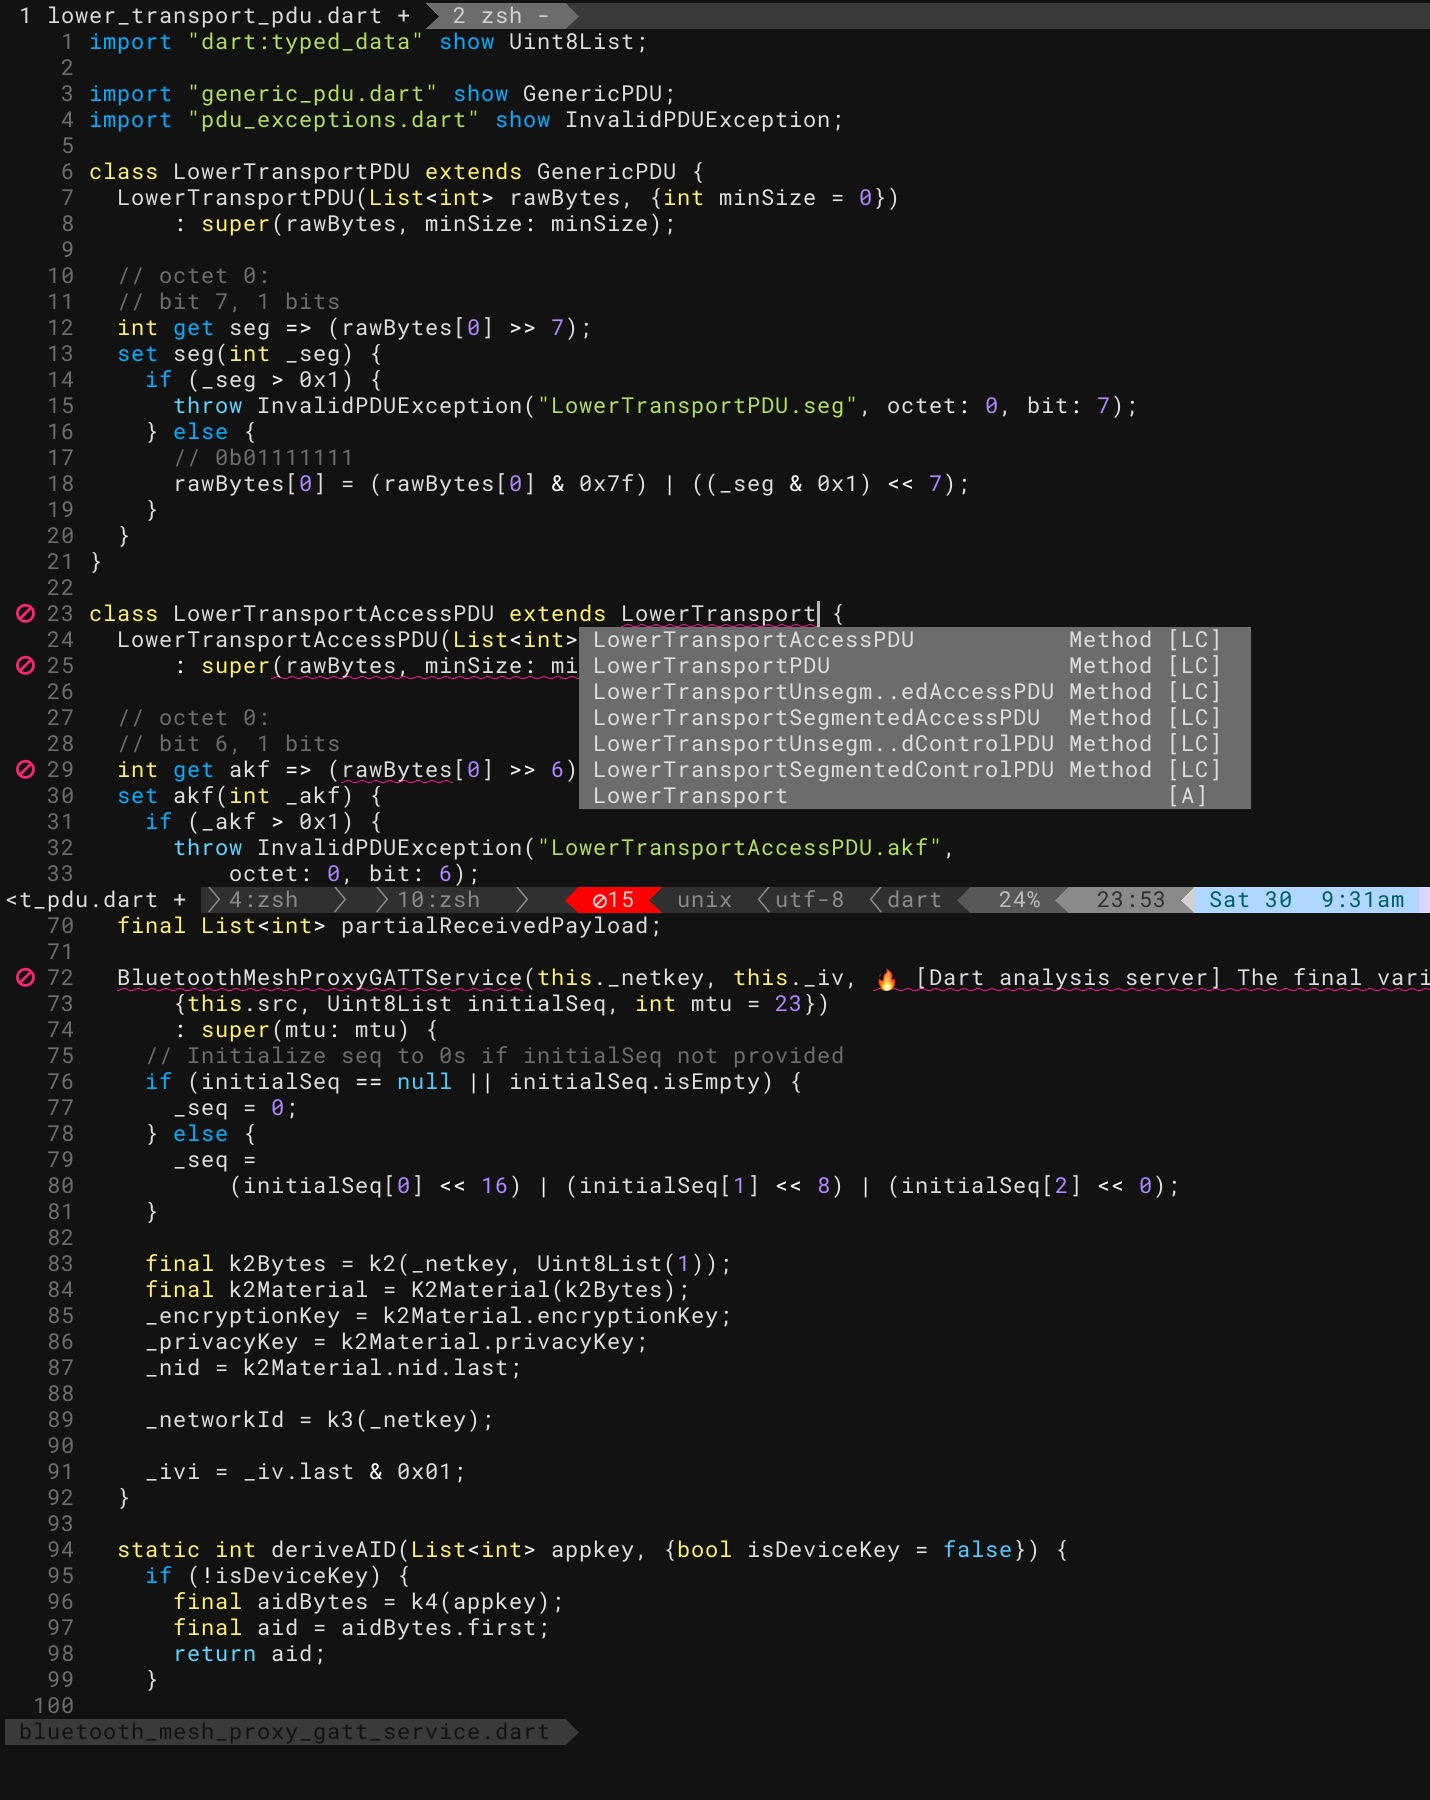 1 lower_transport_pdu.dart + 2 zsh -
1 import "dart:typed_data" show Uint8List;
2
3 import "generic_pdu.dart" show GenericPDU;
4 import "pdu_exceptions.dart" show InvalidPDUException;
5
6 class LowerTransportPDU extends GenericPDU {
7   LowerTransportPDU(List<int> rawBytes, {int minSize = 0})
8       : super(rawBytes, minSize: minSize);
9
10   // octet 0:
11   // bit 7, 1 bits
12   int get seg => (rawBytes[0] >> 7);
13   set seg(int _seg) {
14     if (_seg > 0x1) {
15       throw InvalidPDUException("LowerTransportPDU.seg", octet: 0, bit: 7);
16     } else {
17       // 0b01111111
18       rawBytes[0] = (rawBytes[0] & 0x7f) | ((_seg & 0x1) << 7);
19     }
20   }
21 }
22
23 class LowerTransportAccessPDU extends LowerTransport {
24   LowerTransportAccessPDU(List<int> LowerTransportAccessPDU Method [LC]
25       : super(rawBytes, minSize: mi LowerTransportPDU Method [LC]
26 LowerTransportUnsegm..edAccessPDU Method [LC]
27   // octet 0: LowerTransportSegmentedAccessPDU Method [LC]
28   // bit 6, 1 bits LowerTransportUnsegm..dControlPDU Method [LC]
29   int get akf => (rawBytes[0] >> 6) LowerTransportSegmentedControlPDU Method [LC]
30   set akf(int _akf) { LowerTransport [A]
31     if (_akf > 0x1) {
32       throw InvalidPDUException("LowerTransportAccessPDU.akf",
33           octet: 0, bit: 6);
<t_pdu.dart + 4:zsh 10:zsh ⊘15 unix utf-8 dart 24% 23:53 Sat 30 9:31am
70   final List<int> partialReceivedPayload;
71
72   BluetoothMeshProxyGATTService(this._netkey, this._iv, 🔥 [Dart analysis server] The final vari
73       {this.src, Uint8List initialSeq, int mtu = 23})
74       : super(mtu: mtu) {
75     // Initialize seq to 0s if initialSeq not provided
76     if (initialSeq == null || initialSeq.isEmpty) {
77       _seq = 0;
78     } else {
79       _seq =
80           (initialSeq[0] << 16) | (initialSeq[1] << 8) | (initialSeq[2] << 0);
81     }
82
83     final k2Bytes = k2(_netkey, Uint8List(1));
84     final k2Material = K2Material(k2Bytes);
85     _encryptionKey = k2Material.encryptionKey;
86     _privacyKey = k2Material.privacyKey;
87     _nid = k2Material.nid.last;
88
89     _networkId = k3(_netkey);
90
91     _ivi = _iv.last & 0x01;
92   }
93
94   static int deriveAID(List<int> appkey, {bool isDeviceKey = false}) {
95     if (!isDeviceKey) {
96       final aidBytes = k4(appkey);
97       final aid = aidBytes.first;
98       return aid;
99     }
100
bluetooth_mesh_proxy_gatt_service.dart